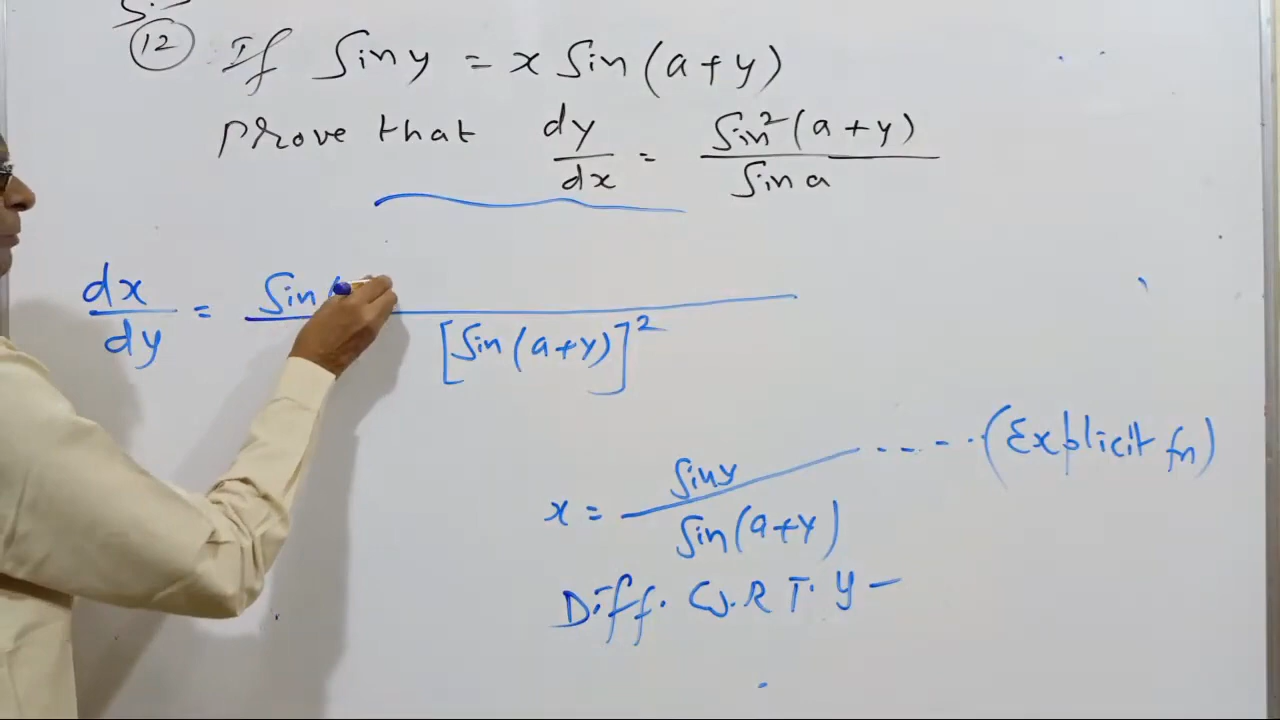 (12) If Sin y = x Sin (a + y)
Prove that dy/dx = Sin² (a + y) / Sin a
dx/dy = Sin ( / [Sin (a + y)]²
x = Sin y / Sin (a + y) ..... (Explicit fn)
Diff. W.R.T. y –